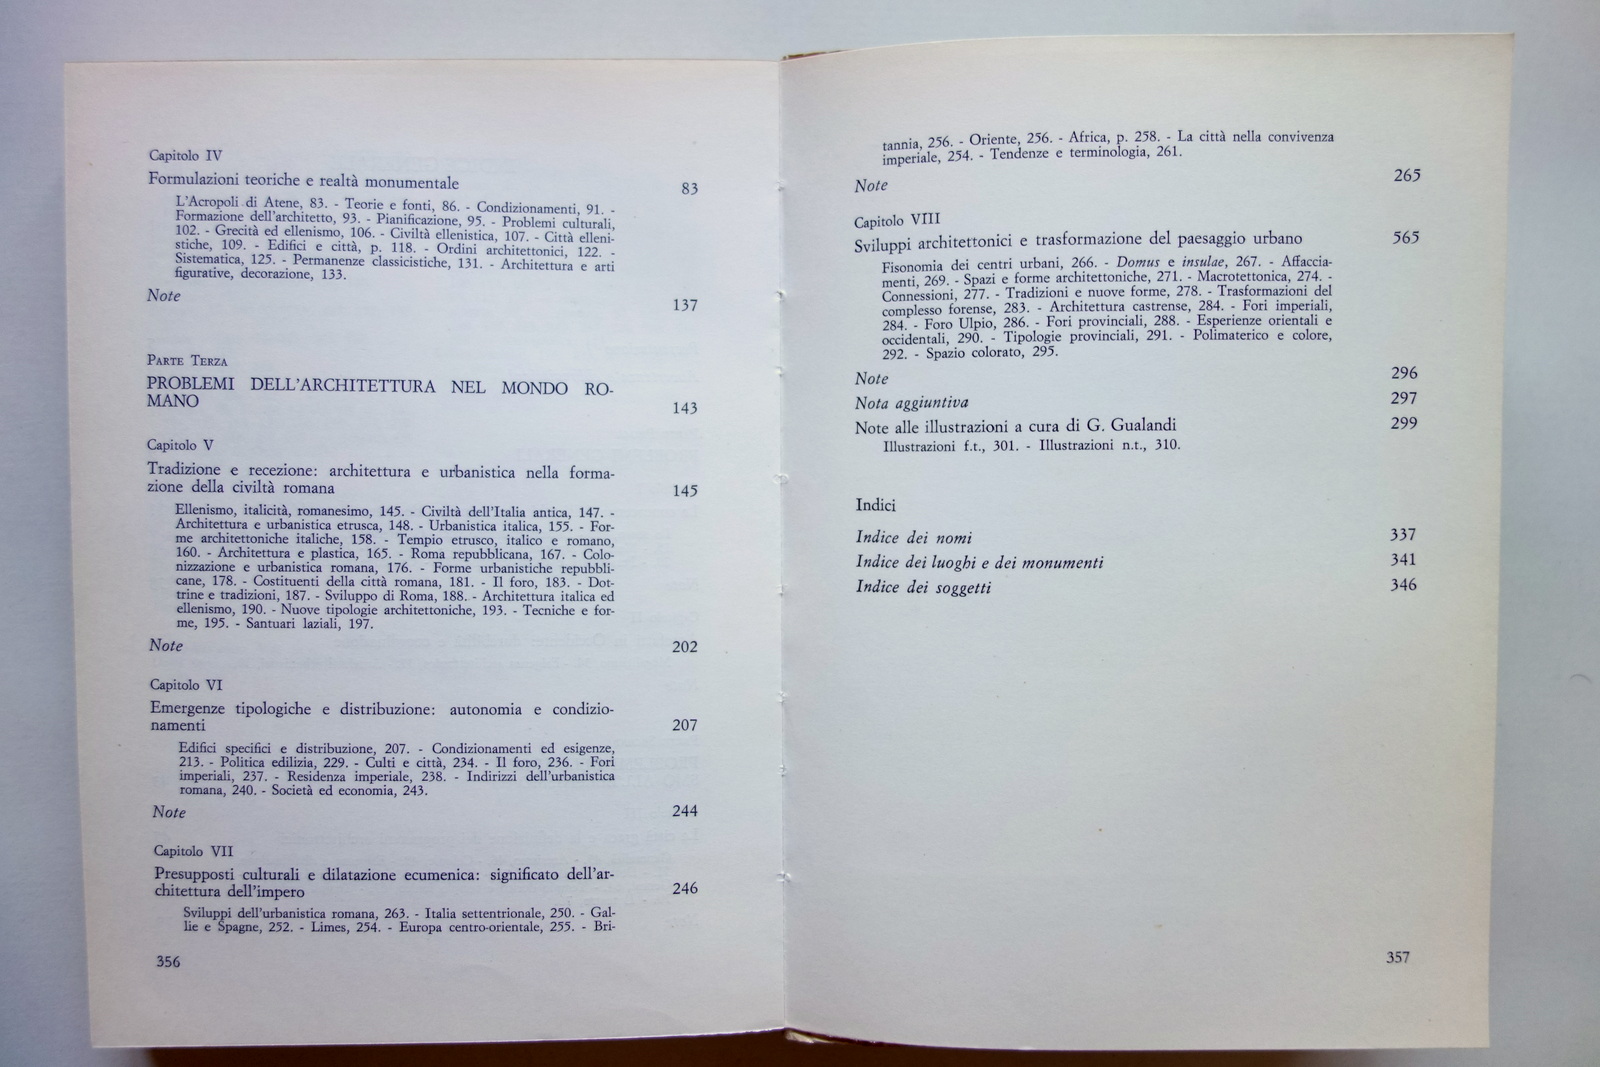 Capitolo IV
Formulazioni teoriche e realtà monumentale 83
L'Acropoli di Atene, 83. - Teorie e fonti, 86. - Condizionamenti, 91. -
Formazione dell'architetto, 93. - Pianificazione, 95. - Problemi culturali,
102. - Grecità ed ellenismo, 106. - Civiltà ellenistica, 107. - Città elleni-
stiche, 109. - Edifici e città, p. 118. - Ordini architettonici, 122. -
Sistematica, 125. - Permanenze classicistiche, 131. - Architettura e arti
figurative, decorazione, 133.
Note 137
PARTE TERZA
PROBLEMI DELL'ARCHITETTURA NEL MONDO RO-
MANO 143
Capitolo V
Tradizione e recezione: architettura e urbanistica nella forma-
zione della civiltà romana 145
Ellenismo, italicità, romanesimo, 145. - Civiltà dell'Italia antica, 147. -
Architettura e urbanistica etrusca, 148. - Urbanistica italica, 155. - For-
me architettoniche italiche, 158. - Tempio etrusco, italico e romano,
160. - Architettura e plastica, 165. - Roma repubblicana, 167. - Colo-
nizzazione e urbanistica romana, 176. - Forme urbanistiche repubbli-
cane, 178. - Costituenti della città romana, 181. - Il foro, 183. - Dot-
trine e tradizioni, 187. - Sviluppo di Roma, 188. - Architettura italica ed
ellenismo, 190. - Nuove tipologie architettoniche, 193. - Tecniche e for-
me, 195. - Santuari laziali, 197.
Note 202
Capitolo VI
Emergenze tipologiche e distribuzione: autonomia e condizio-
namenti 207
Edifici specifici e distribuzione, 207. - Condizionamenti ed esigenze,
213. - Politica edilizia, 229. - Culti e città, 234. - Il foro, 236. - Fori
imperiali, 237. - Residenza imperiale, 238. - Indirizzi dell'urbanistica
romana, 240. - Società ed economia, 243.
Note 244
Capitolo VII
Presupposti culturali e dilatazione ecumenica: significato dell'ar-
chitettura dell'impero 246
Sviluppi dell'urbanistica romana, 263. - Italia settentrionale, 250. - Gal-
lie e Spagne, 252. - Limes, 254. - Europa centro-orientale, 255. - Bri-
356
tannia, 256. - Oriente, 256. - Africa, p. 258. - La città nella convivenza
imperiale, 254. - Tendenze e terminologia, 261.
Note 265
Capitolo VIII
Sviluppi architettonici e trasformazione del paesaggio urbano 565
Fisonomia dei centri urbani, 266. - Domus e insulae, 267. - Affaccia-
menti, 269. - Spazi e forme architettoniche, 271. - Macrotettonica, 274. -
Connessioni, 277. - Tradizioni e nuove forme, 278. - Trasformazioni del
complesso forense, 283. - Architettura castrense, 284. - Fori imperiali,
284. - Foro Ulpio, 286. - Fori provinciali, 288. - Esperienze orientali e
occidentali, 290. - Tipologie provinciali, 291. - Polimaterico e colore,
292. - Spazio colorato, 295.
Note 296
Nota aggiuntiva 297
Note alle illustrazioni a cura di G. Gualandi 299
Illustrazioni f.t., 301. - Illustrazioni n.t., 310.
Indici
Indice dei nomi 337
Indice dei luoghi e dei monumenti 341
Indice dei soggetti 346
357